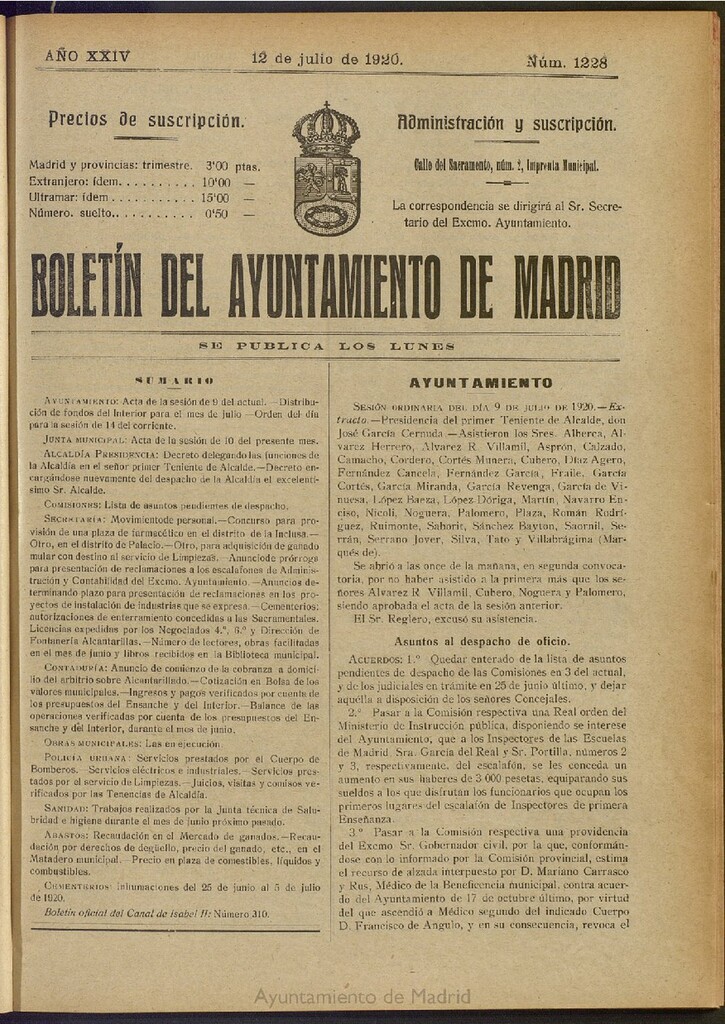 AÑO XXIV
12 de julio de 1920.
Núm. 1228
Precios de suscripción.
Madrid y provincias: trimestre. 3'00 ptas.
Extranjero: ídem.......... 10'00 —
Ultramar: ídem........... 15'00 —
Número. suelto........... 0'50 —
Administración y suscripción.
Calle del Sacramento, núm. 2, Imprenta Municipal.
La correspondencia se dirigirá al Sr. Secre-
tario del Excmo. Ayuntamiento.
BOLETÍN DEL AYUNTAMIENTO DE MADRID
SE PUBLICA LOS LUNES
SUMARIO
AYUNTAMIENTO: Acta de la sesión de 9 del actual.—Distribu-
ción de fondos del Interior para el mes de julio—Orden del día
para la sesión de 14 del corriente.
JUNTA MUNICIPAL: Acta de la sesión de 10 del presente mes.
ALCALDÍA PRESIDENCIA: Decreto delegando las funciones de
la Alcaldía en el señor primer Teniente de Alcalde.—Decreto en-
cargándose nuevamente del despacho de la Alcaldía el excelentí-
simo Sr. Alcalde.
COMISIONES: Lista de asuntos pendientes de despacho.
SECRETARÍA: Movimiento de personal.—Concurso para pro-
visión de una plaza de farmacéutico en el distrito de la Inclusa.—
Otro, en el distrito de Palacio.—Otro, para adquisición de ganado
mular con destino al servicio de Limpiezas.—Anuncio de prórroga
para presentación de reclamaciones a los escalafones de Adminis-
tración y Contabilidad del Excmo. Ayuntamiento.—Anuncios de-
terminando plazo para presentación de reclamaciones en los pro-
yectos de instalación de industrias que se expresa.—Cementerios:
autorizaciones de enterramiento concedidas a las Sacramentales.
Licencias expedidas por los Negociados 4.º, 6.º y Dirección de
Fontanería Alcantarillas.—Número de lectores, obras facilitadas
en el mes de junio y libros recibidos en la Biblioteca municipal.
CONTADURÍA: Anuncio de comienzo de la cobranza a domici-
lio del arbitrio sobre Alcantarillado.—Cotización en Bolsa de los
valores municipales.—Ingresos y pagos verificados por cuenta de
los presupuestos del Ensanche y del Interior.—Balance de las
operaciones verificadas por cuenta de los presupuestos del En-
sanche y del Interior, durante el mes de junio.
OBRAS MUNICIPALES: Las en ejecución.
POLICÍA URBANA: Servicios prestados por el Cuerpo de
Bomberos.—Servicios eléctricos e industriales.—Servicios pres-
tados por el servicio de Limpiezas.—Juicios, visitas y comisos ve-
rificados por las Tenencias de Alcaldía.
SANIDAD: Trabajos realizados por la Junta técnica de Salu-
bridad e higiene durante el mes de junio próximo pasado.
ABASTOS: Recaudación en el Mercado de ganados.—Recau-
dación por derechos de degüello, precio del ganado, etc., en el
Matadero municipal.—Precio en plaza de comestibles, líquidos y
combustibles.
CEMENTERIOS: Inhumaciones del 25 de junio al 5 de julio
de 1920.
Boletín oficial del Canal de Isabel II: Número 310.
AYUNTAMIENTO
SESIÓN ORDINARIA DEL DÍA 9 DE JULIO DE 1920.—Ex-
tracto.—Presidencia del primer Teniente de Alcalde, don
José García Cernuda—Asistieron los Sres. Alberca, Al-
varez Herrero, Alvarez R. Villamil, Asprón, Calzado,
Camacho, Cordero, Cortés Munera, Cubero, Díaz Agero,
Fernández Cancela, Fernández García, Fraile, García
Cortés, García Miranda, García Revenga, García de Vi-
nuesa, López Baeza, López Dóriga, Martín, Navarro En-
ciso, Nicoli, Noguera, Palomero, Plaza, Román Rodrí-
guez, Ruimonte, Saborit, Sánchez Bayton, Saornil, Se-
rrán, Serrano Jover, Silva, Tato y Villabrágima (Mar-
qués de).
Se abrió a las once de la mañana, en segunda convoca-
toria, por no haber asistido a la primera más que los se-
ñores Alvarez R Villamil, Cubero, Noguera y Palomero,
siendo aprobada el acta de la sesión anterior.
El Sr. Reglero, excusó su asistencia.
Asuntos al despacho de oficio.
ACUERDOS: 1.º Quedar enterado de la lista de asuntos
pendientes de despacho de las Comisiones en 3 del actual,
y de los judiciales en trámite en 25 de junio último, y dejar
aquélla a disposición de los señores Concejales.
2.º Pasar a la Comisión respectiva una Real orden del
Ministerio de Instrucción pública, disponiendo se interese
del Ayuntamiento, que a los Inspectores de las Escuelas
de Madrid, Sra. García del Real y Sr. Portilla, números 2
y 3, respectivamente, del escalafón, se les conceda un
aumento en sus haberes de 3 000 pesetas, equiparando sus
sueldos a los que disfrutan los funcionarios que ocupan los
primeros lugares del escalafón de Inspectores de primera
Enseñanza.
3.º Pasar a la Comisión respectiva una providencia
del Excmo Sr. Gobernador civil, por la que, conformán-
dose con lo informado por la Comisión provincial, estima
el recurso de alzada interpuesto por D. Mariano Carrasco
y Rus, Médico de la Beneficencia municipal, contra acuer-
do del Ayuntamiento de 17 de octubre último, por virtud
del que ascendió a Médico segundo del indicado Cuerpo
D. Francisco de Angulo, y en su consecuencia, revoca el
Ayuntamiento de Madrid